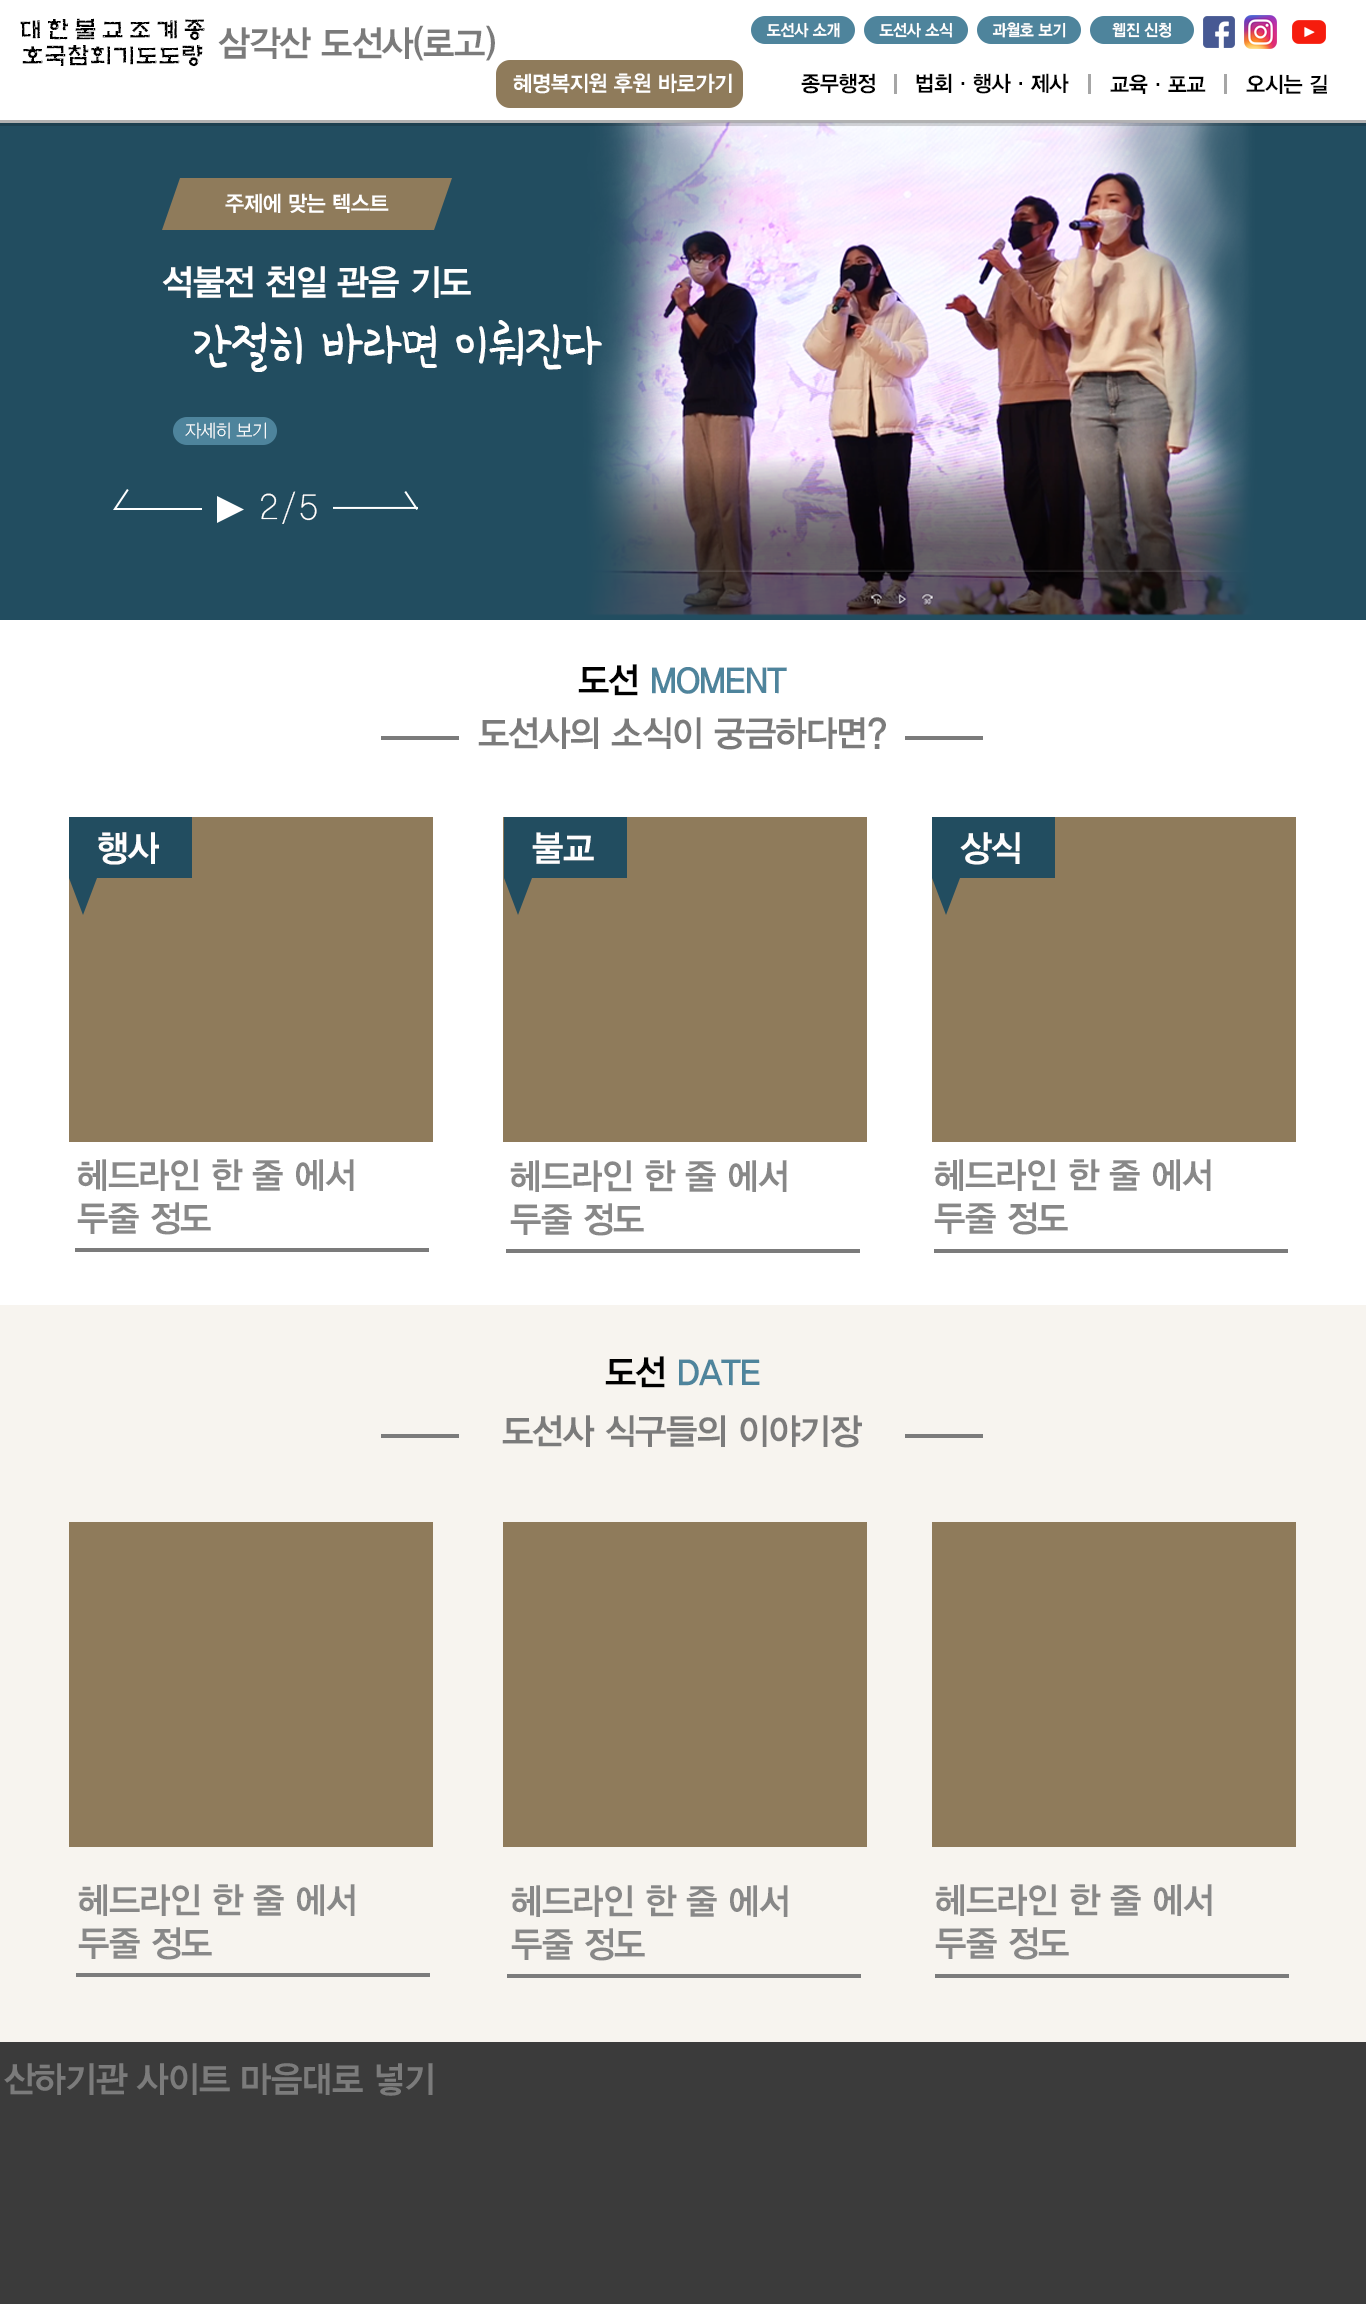 대한불교조계종
호국참회기도도량
삼각산 도선사(로고)
도선사 소개
도선사 소식
과월호 보기
웹진 신청
혜명복지원 후원 바로가기
종무행정
법회 · 행사 · 제사
교육 · 포교
오시는 길
주제에 맞는 텍스트
석불전 천일 관음 기도
간절히 바라면 이뤄진다
자세히 보기
2/5
10
30
도선 MOMENT
도선사의 소식이 궁금하다면?
행사
불교
상식
헤드라인 한 줄 에서
두줄 정도
헤드라인 한 줄 에서
두줄 정도
헤드라인 한 줄 에서
두줄 정도
도선 DATE
도선사 식구들의 이야기장
헤드라인 한 줄 에서
두줄 정도
헤드라인 한 줄 에서
두줄 정도
헤드라인 한 줄 에서
두줄 정도
산하기관 사이트 마음대로 넣기